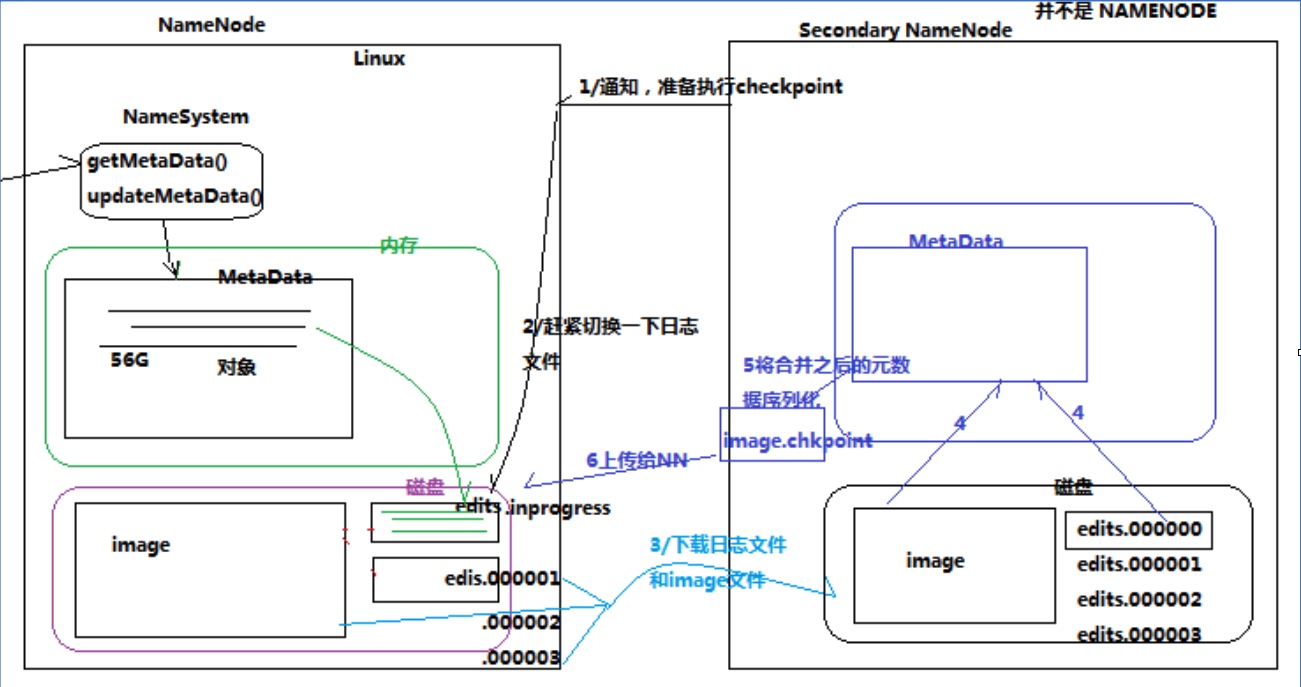 NameNode
Linux
NameSystem
getMetaData()
updateMetaData()
内存
MetaData
56G
对象
磁盘
image
edits.inprogress
edis.000001
.000002
.000003
1/通知，准备执行checkpoint
2/赶紧切换一下日志
文件
3/下载日志文件
和image文件
并不是 NAMENODE
Secondary NameNode
MetaData
4
4
5将合并之后的元数
据序列化
image.chkpoint
6上传给NN
磁盘
image
edits.000000
edits.000001
edits.000002
edits.000003